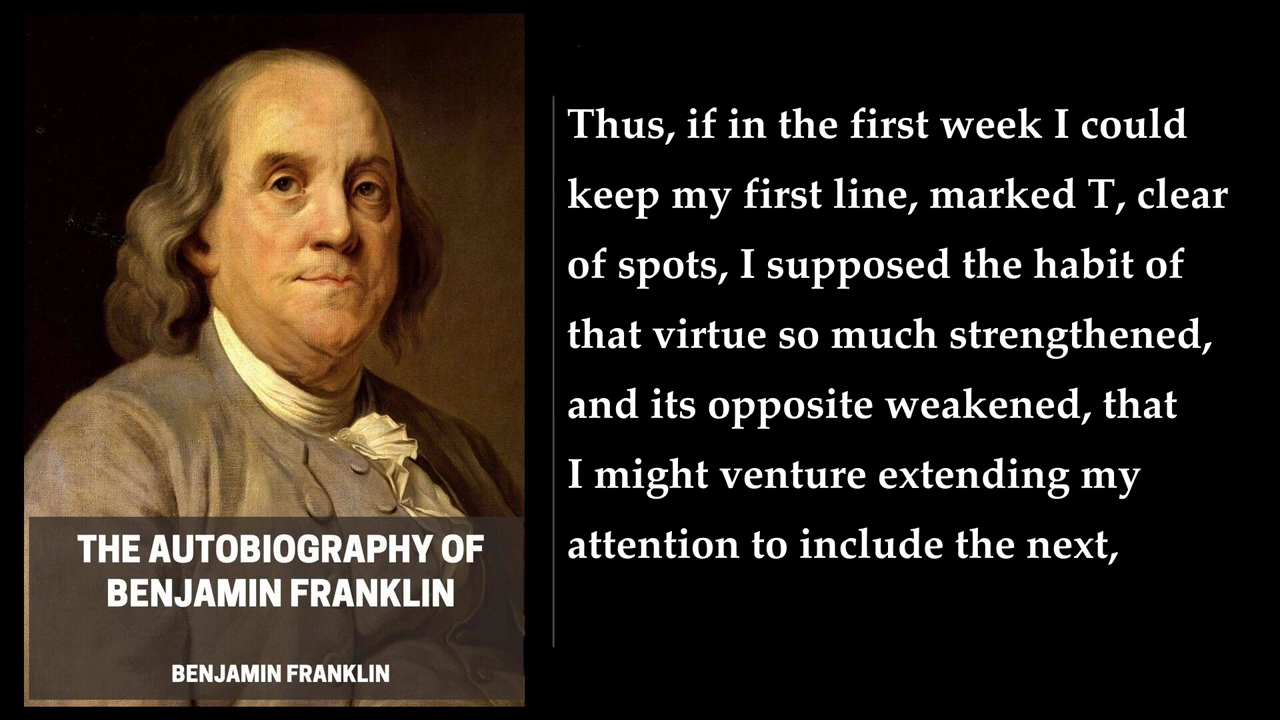 THE AUTOBIOGRAPHY OF
BENJAMIN FRANKLIN
BENJAMIN FRANKLIN
Thus, if in the first week I could
keep my first line, marked T, clear
of spots, I supposed the habit of
that virtue so much strengthened,
and its opposite weakened, that
I might venture extending my
attention to include the next,